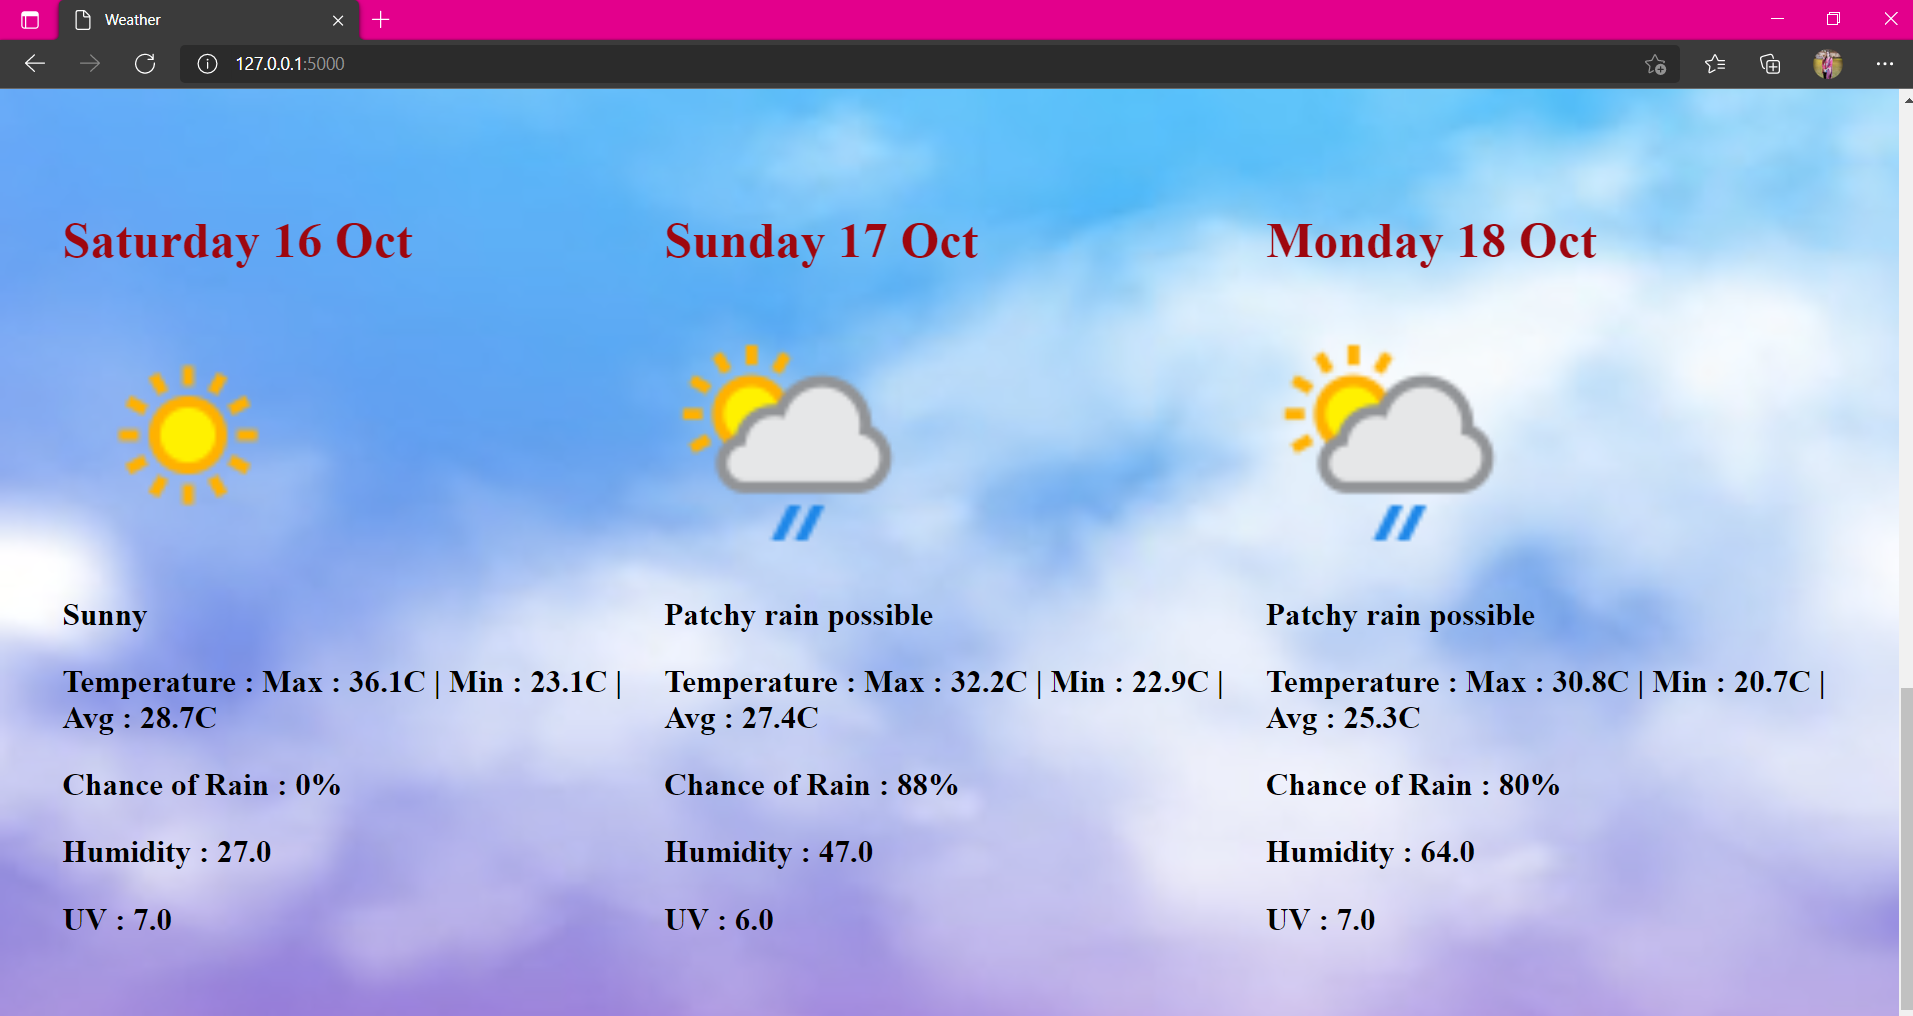 Weather
127.0.0.1:5000
Saturday 16 Oct
Sunny
Temperature : Max : 36.1C | Min : 23.1C |
Avg : 28.7C
Chance of Rain : 0%
Humidity : 27.0
UV : 7.0
Sunday 17 Oct
Patchy rain possible
Temperature : Max : 32.2C | Min : 22.9C |
Avg : 27.4C
Chance of Rain : 88%
Humidity : 47.0
UV : 6.0
Monday 18 Oct
Patchy rain possible
Temperature : Max : 30.8C | Min : 20.7C |
Avg : 25.3C
Chance of Rain : 80%
Humidity : 64.0
UV : 7.0